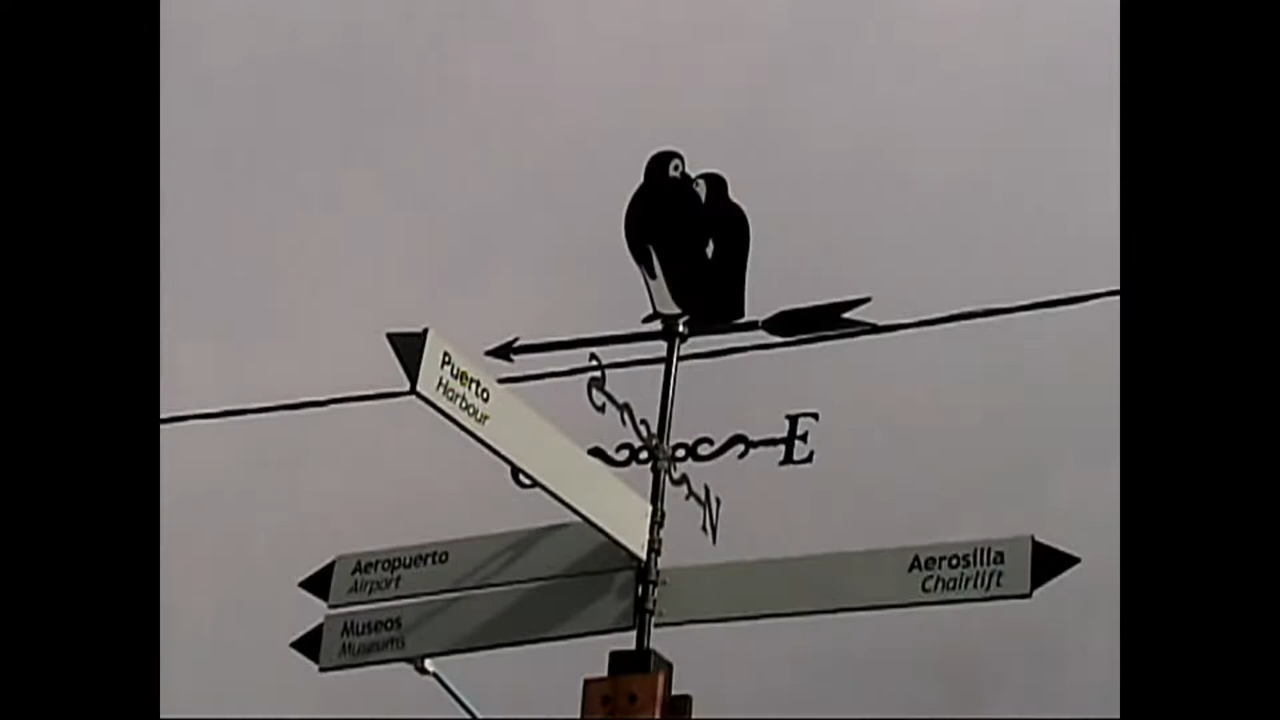 Puerto
Harbour
S
E
N
Aeropuerto
Airport
Aerosilla
Chairlift
Museos
Museums